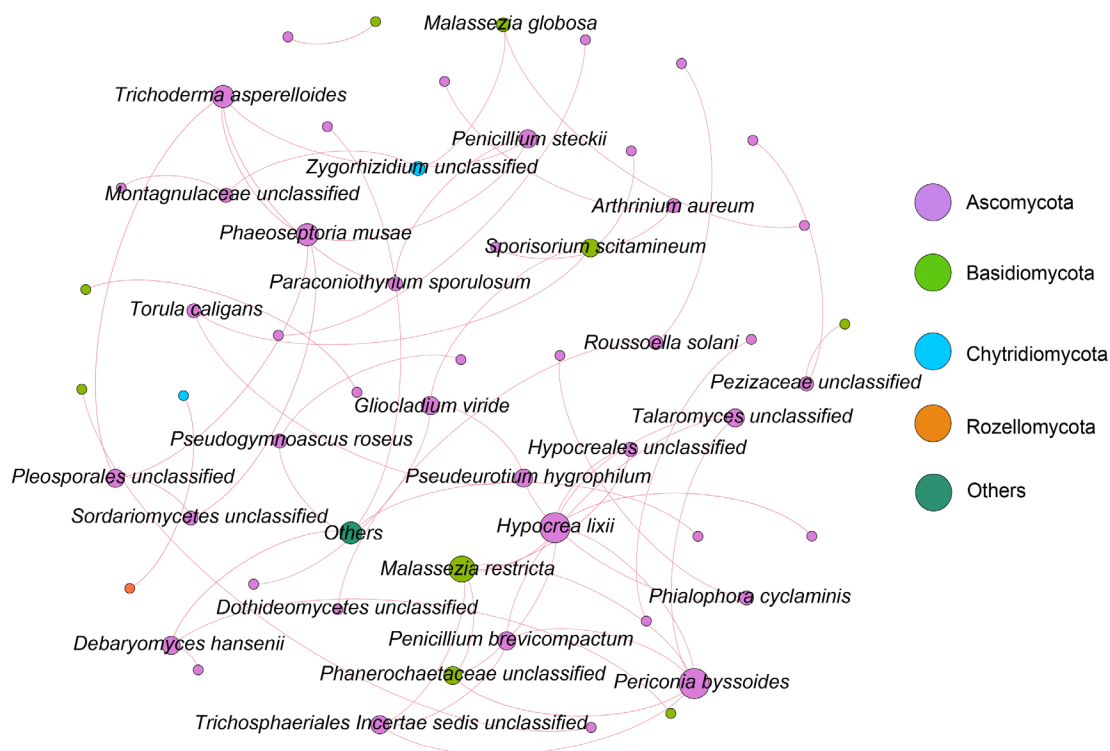 Malassezia globosa
Trichoderma asperelloides
Penicillium steckii
Zygorhizidium unclassified
Montagnulaceae unclassified
Arthrinium aureum
Phaeoseptoria musae
Sporisorium scitamineum
Paraconiothyrium sporulosum
Torula caligans
Roussoella solani
Pezizaceae unclassified
Gliocladium viride
Talaromyces unclassified
Pseudogymnoascus roseus
Hypocreales unclassified
Pleosporales unclassified
Pseudeurotium hygrophilum
Sordariomycetes unclassified
Hypocrea lixii
Others
Malassezia restricta
Phialophora cyclaminis
Dothideomycetes unclassified
Debaryomyces hansenii
Penicillium brevicompactum
Phanerochaetaceae unclassified
Periconia byssoides
Trichosphaeriales Incertae sedis unclassified
Ascomycota
Basidiomycota
Chytridiomycota
Rozellomycota
Others